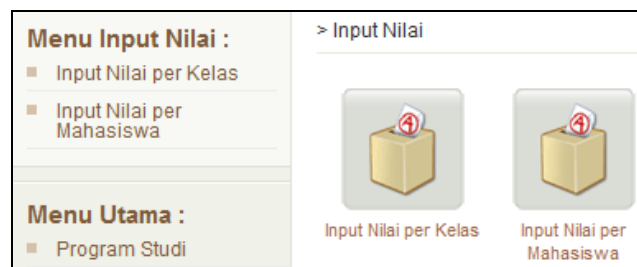 Menu Input Nilai :
Input Nilai per Kelas
Input Nilai per
Mahasiswa
Menu Utama :
Program Studi
> Input Nilai
Input Nilai per Kelas
Input Nilai per
Mahasiswa